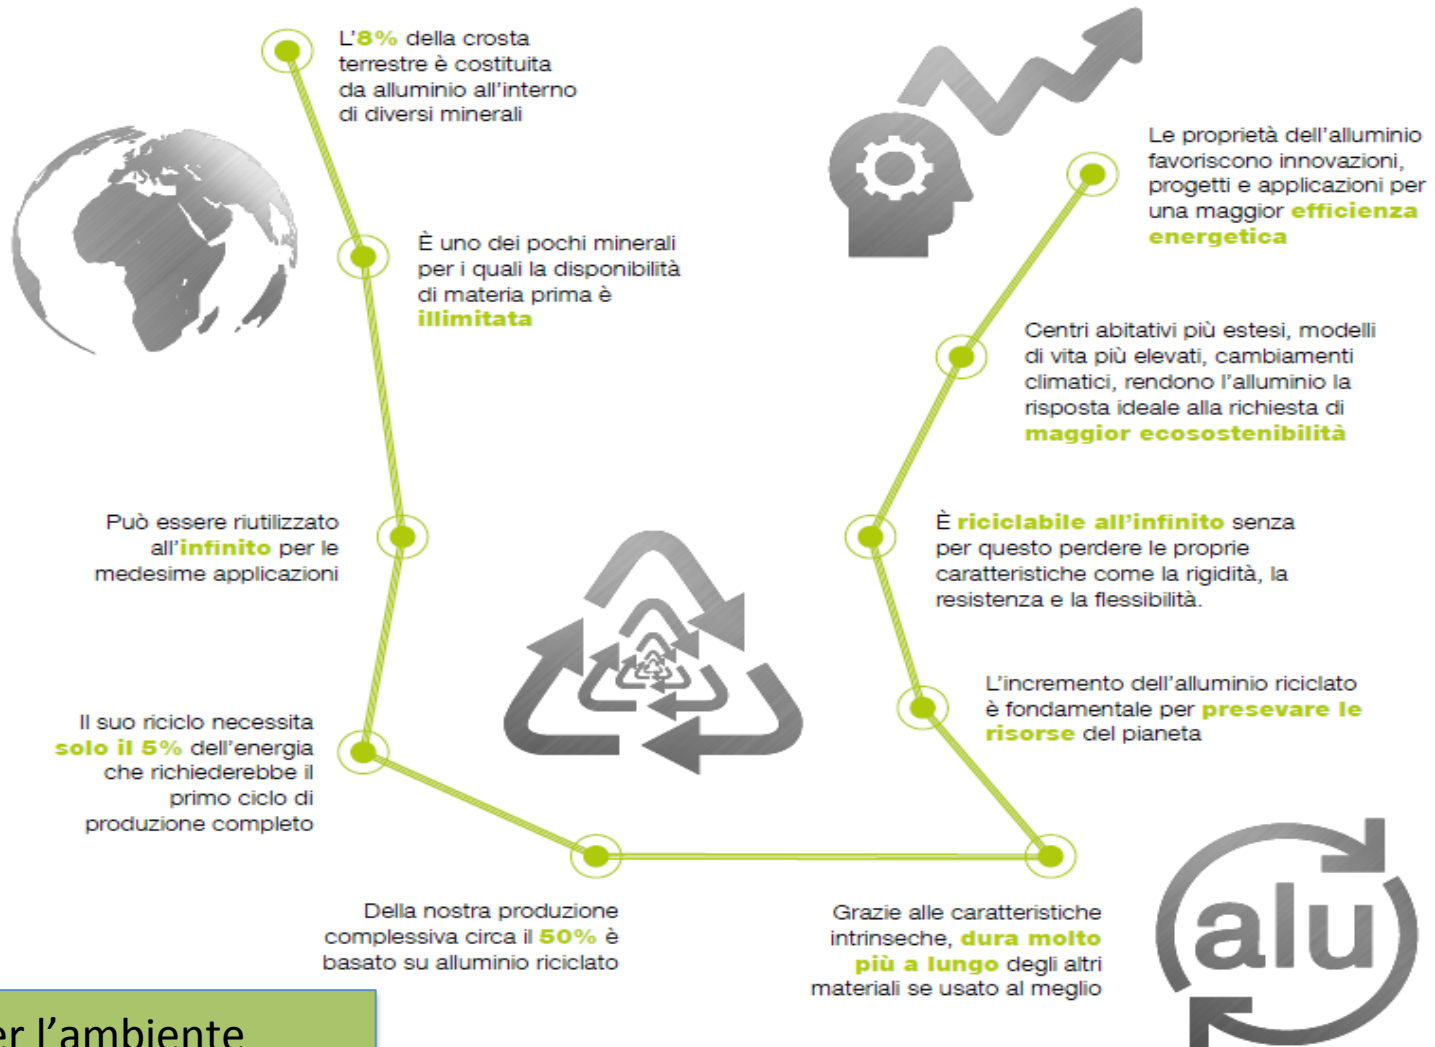 L'8% della crosta
terrestre è costituita
da alluminio all'interno
di diversi minerali
È uno dei pochi minerali
per i quali la disponibilità
di materia prima è
illimitata
Può essere riutilizzato
all'infinito per le
medesime applicazioni
Il suo riciclo necessita
solo il 5% dell'energia
che richiederebbe il
primo ciclo di
produzione completo
Della nostra produzione
complessiva circa il 50% è
basato su alluminio riciclato
Grazie alle caratteristiche
intrinseche, dura molto
più a lungo degli altri
materiali se usato al meglio
L'incremento dell'alluminio riciclato
è fondamentale per presevare le
risorse del pianeta
È riciclabile all'infinito senza
per questo perdere le proprie
caratteristiche come la rigidità, la
resistenza e la flessibilità.
Centri abitativi più estesi, modelli
di vita più elevati, cambiamenti
climatici, rendono l'alluminio la
risposta ideale alla richiesta di
maggior ecosostenibilità
Le proprietà dell'alluminio
favoriscono innovazioni,
progetti e applicazioni per
una maggior efficienza
energetica
alu
l'ambiente